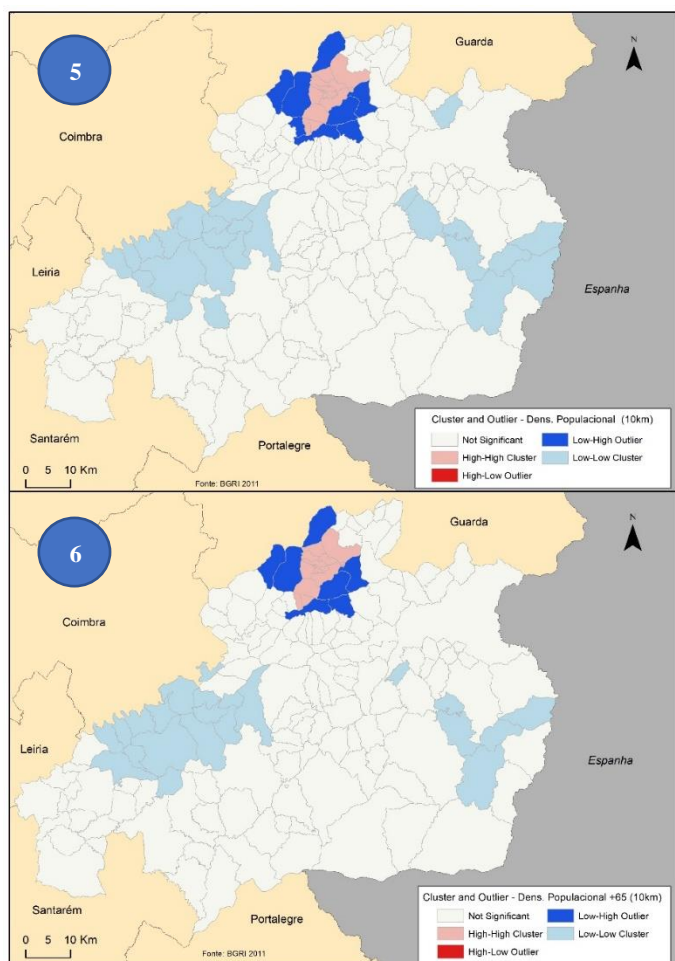 5
Guarda
N
Coimbra
Leiria
Espanha
Santarém
Portalegre
0 5 10 Km
Fonte: BGRI 2011
Cluster and Outlier - Dens. Populacional (10km)
Not Significant
Low-High Outlier
High-High Cluster
Low-Low Cluster
High-Low Outlier
6
Guarda
N
Coimbra
Leiria
Espanha
Santarém
Portalegre
0 5 10 Km
Fonte: BGRI 2011
Cluster and Outlier - Dens. Populacional +65 (10km)
Not Significant
Low-High Outlier
High-High Cluster
Low-Low Cluster
High-Low Outlier